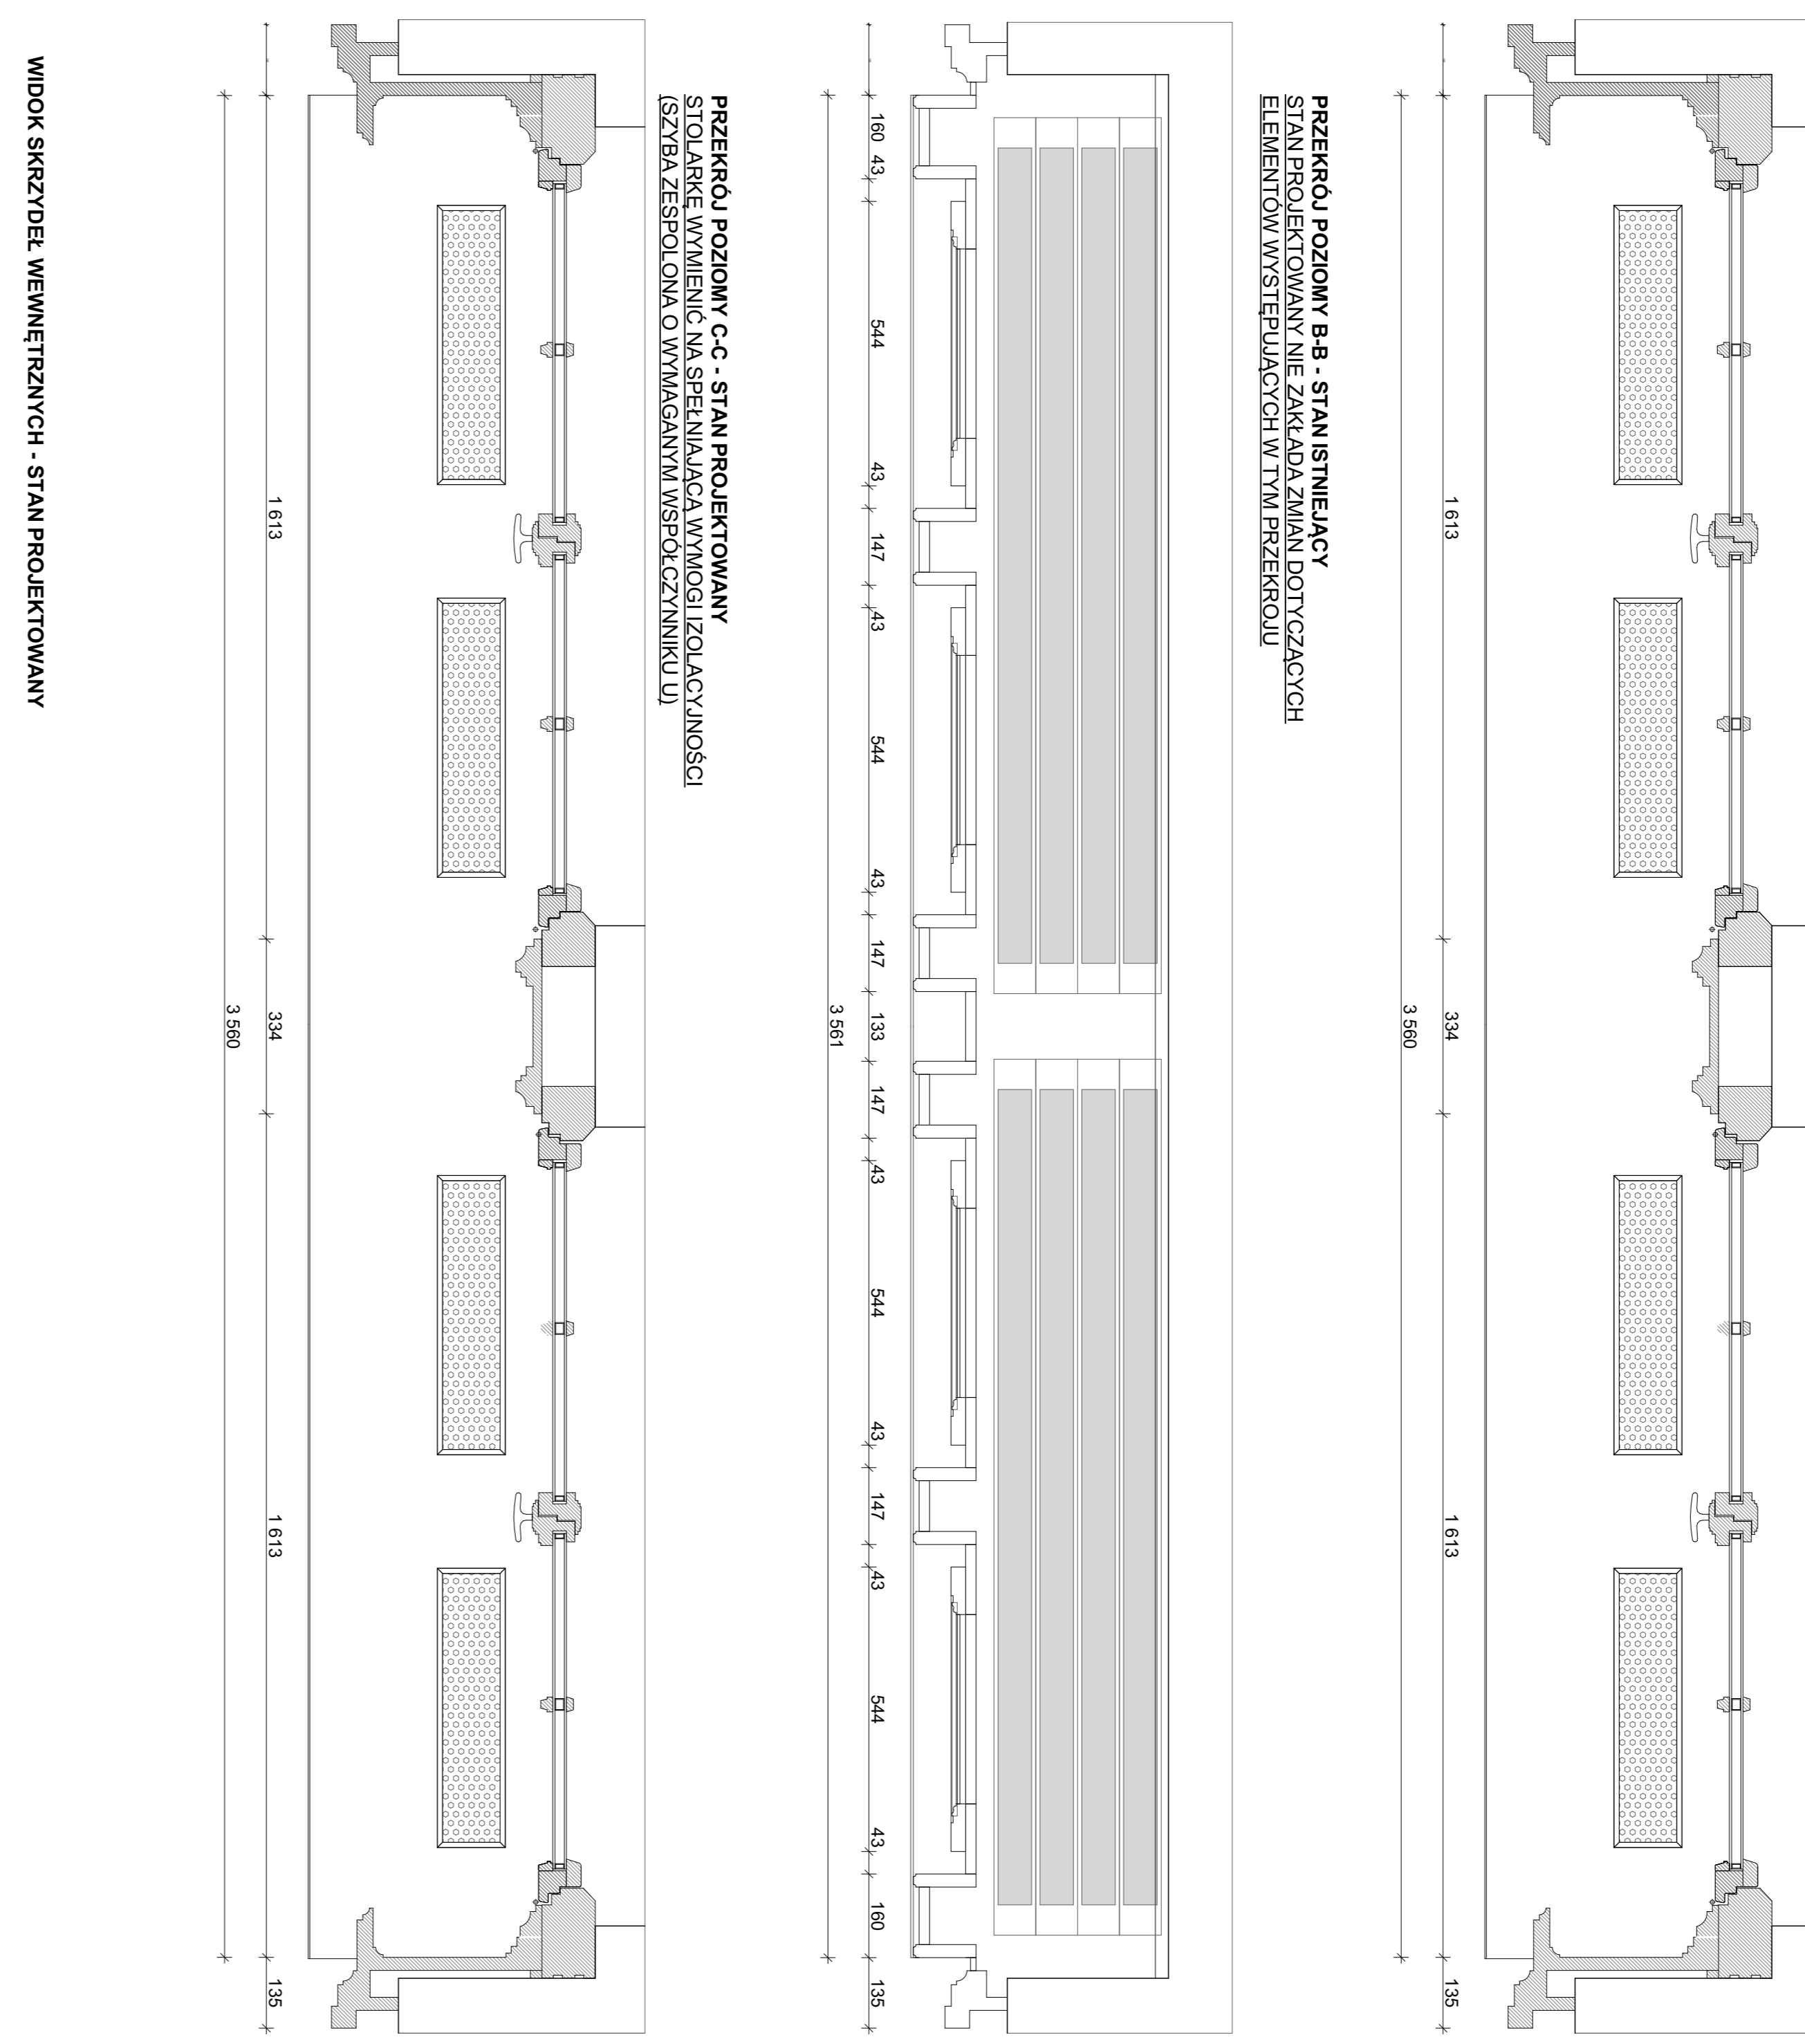 1 613 334 1 613 135
3 560
PRZEKRÓJ POZIOMY B-B - STAN ISTNIEJĄCY
STAN PROJEKTOWANY NIE ZAKŁADA ZMIAN DOTYCZĄCYCH
ELEMENTÓW WYSTĘPUJĄCYCH W TYM PRZEKROJU
160 43 544 43 147 43 544 43 147 133 147 43 544 43 147 43 544 43 160 135
3 561
PRZEKRÓJ POZIOMY C-C - STAN PROJEKTOWANY
STOLARKĘ WYMIENIĆ NA SPEŁNIAJĄCĄ WYMOGI IZOLACYJNOŚCI
(SZYBA ZESPOLONA O WYMAGANYM WSPÓŁCZYNNIKU U)
1 613 334 1 613 135
3 560
WIDOK SKRZYDEŁ WEWNĘTRZNYCH - STAN PROJEKTOWANY